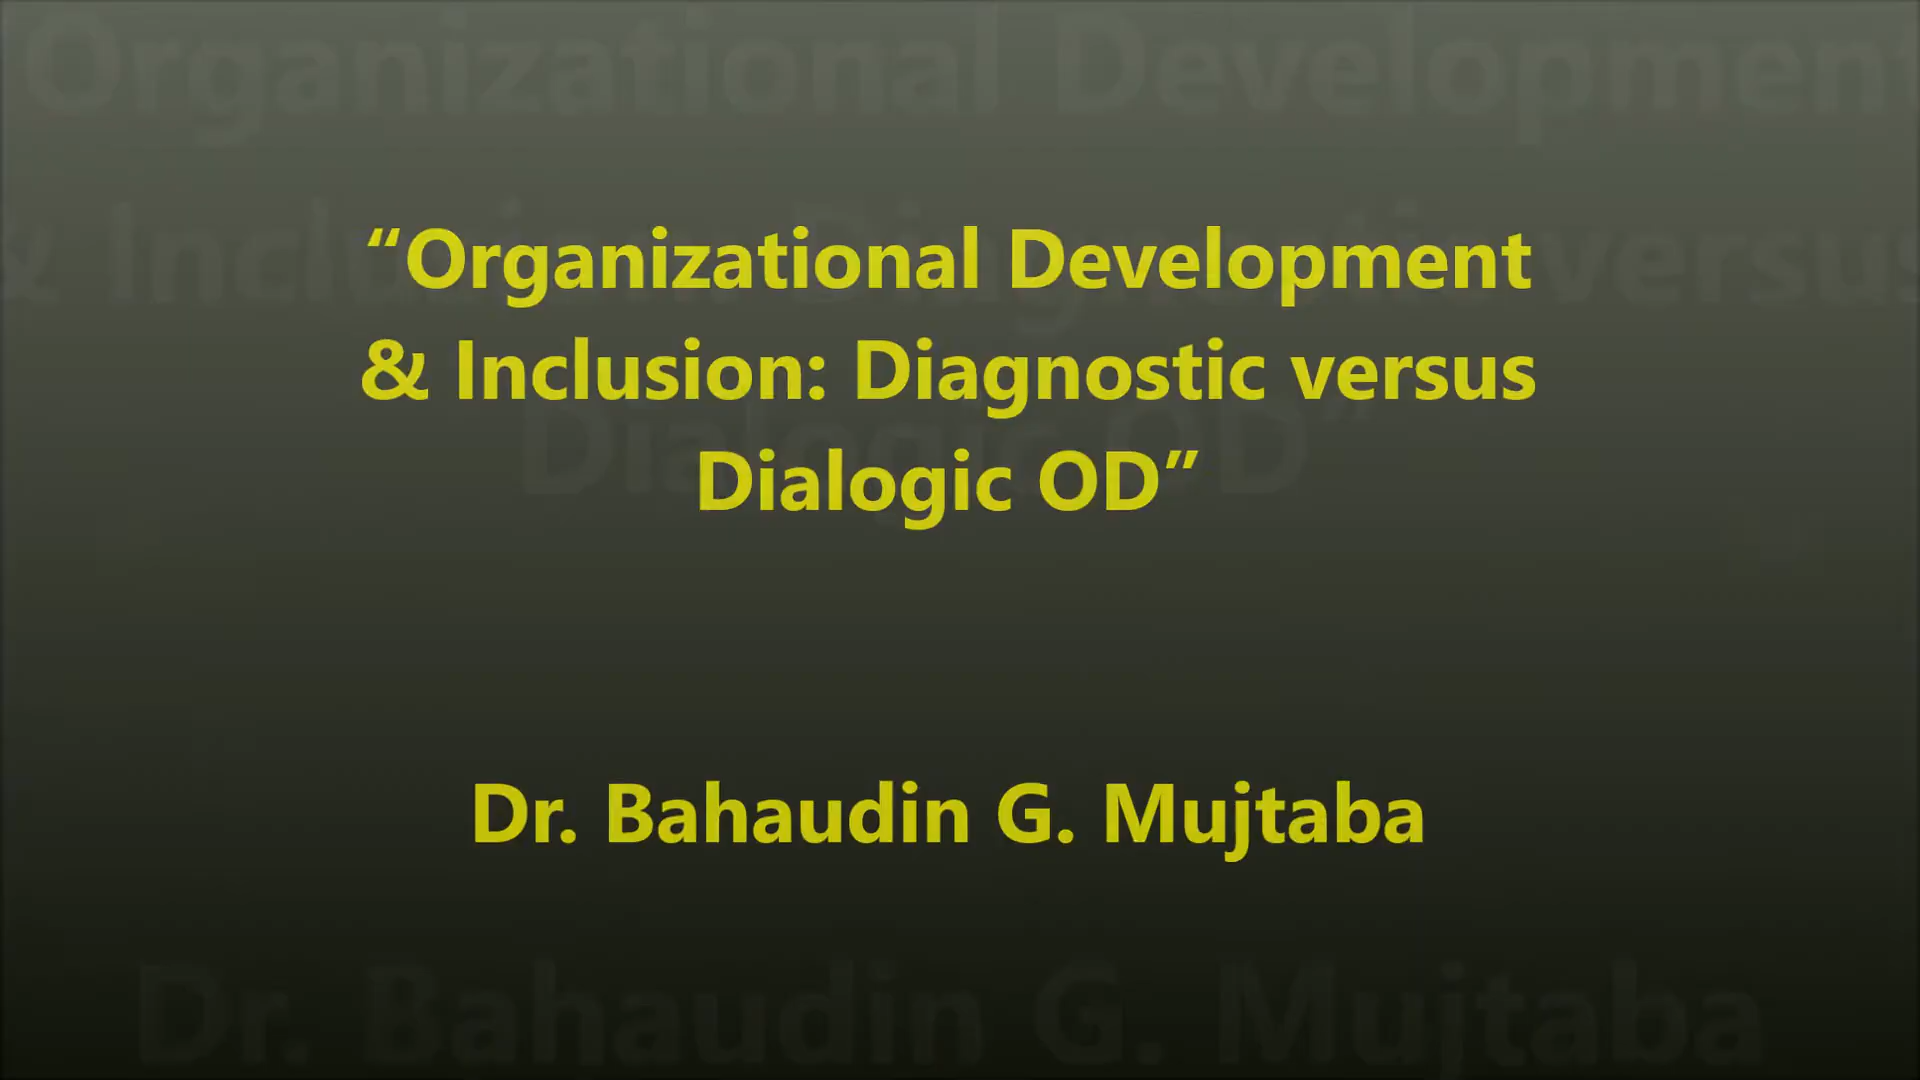 “Organizational Development
& Inclusion: Diagnostic versus
Dialogic OD”
Dr. Bahaudin G. Mujtaba